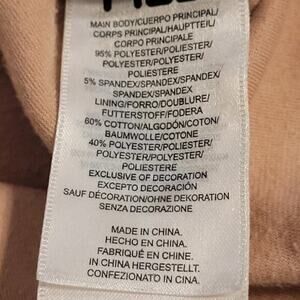 MAIN BODY/CUERPO PRINCIPAL/
CORPS PRINCIPAL/HAUPTTEIL/
CORPO PRINCIPALE
95% POLYESTER/POLIESTER/
POLYESTER/POLYESTER/
POLIESTERE
5% SPANDEX/SPANDEX/SPANDEX/
SPANDEX/SPANDEX
LINING/FORRO/DOUBLURE/
FUTTERSTOFF/FODERA
60% COTTON/ALGODÓN/COTON/
BAUMWOLLE/COTONE
40% POLYESTER/POLIESTER/
POLYESTER/POLYESTER/
POLIESTERE
EXCLUSIVE OF DECORATION
EXCEPTO DECORACIÓN
SAUF DÉCORATION/OHNE DEKORATION
SENZA DECORAZIONE
MADE IN CHINA.
HECHO EN CHINA.
FABRIQUÉ EN CHINE.
IN CHINA HERGESTELLT.
CONFEZIONATO IN CINA.